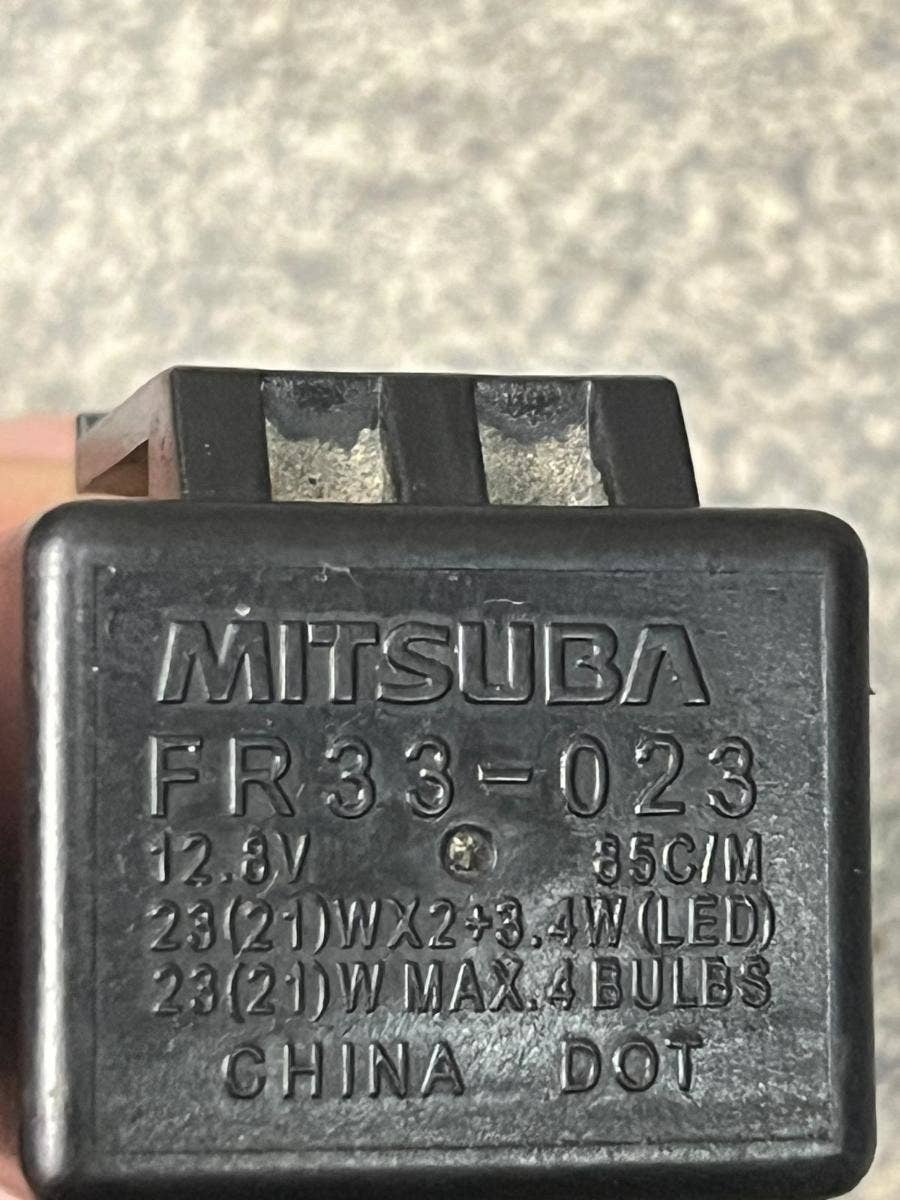 MITSUBA
FR33-023
12.8V 85C/M
23(21)WX2+3.4W(LED)
23(21)W MAX.4 BULBS
CHINA DOT